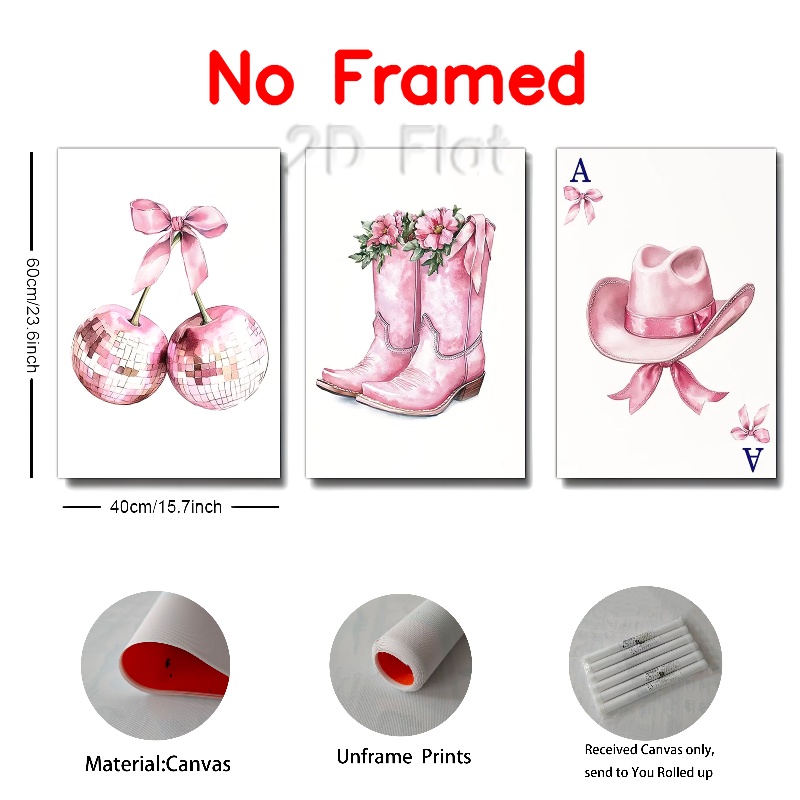 No Framed
2D Flat
A
60cm/23.6inch
40cm/15.7inch
A
Material:Canvas
Unframe Prints
Received Canvas only,
send to You Rolled up